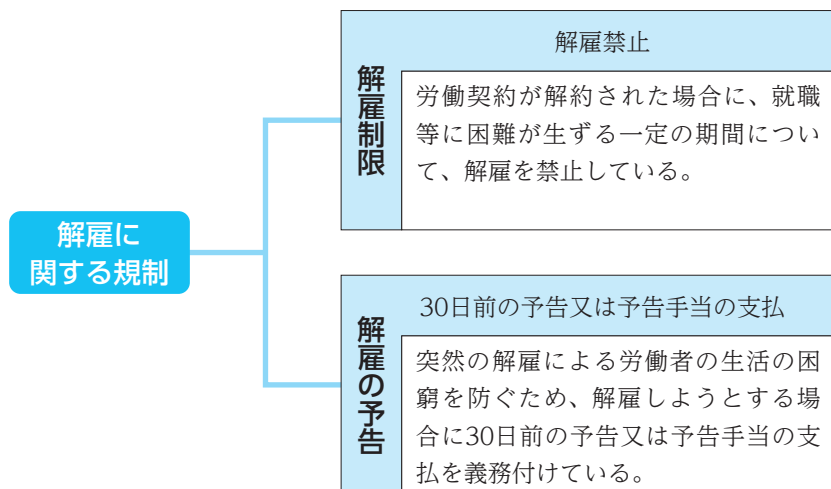 解雇に
関する規制
解雇制限
解雇禁止
労働契約が解約された場合に、就職
等に困難が生ずる一定の期間につい
て、解雇を禁止している。
解雇の予告
30日前の予告又は予告手当の支払
突然の解雇による労働者の生活の困
窮を防ぐため、解雇しようとする場
合に30日前の予告又は予告手当の支
払を義務付けている。